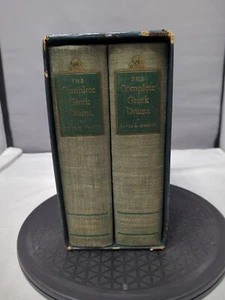 THE
Complete
Greek
Drama
THE
Complete
Greek
Drama